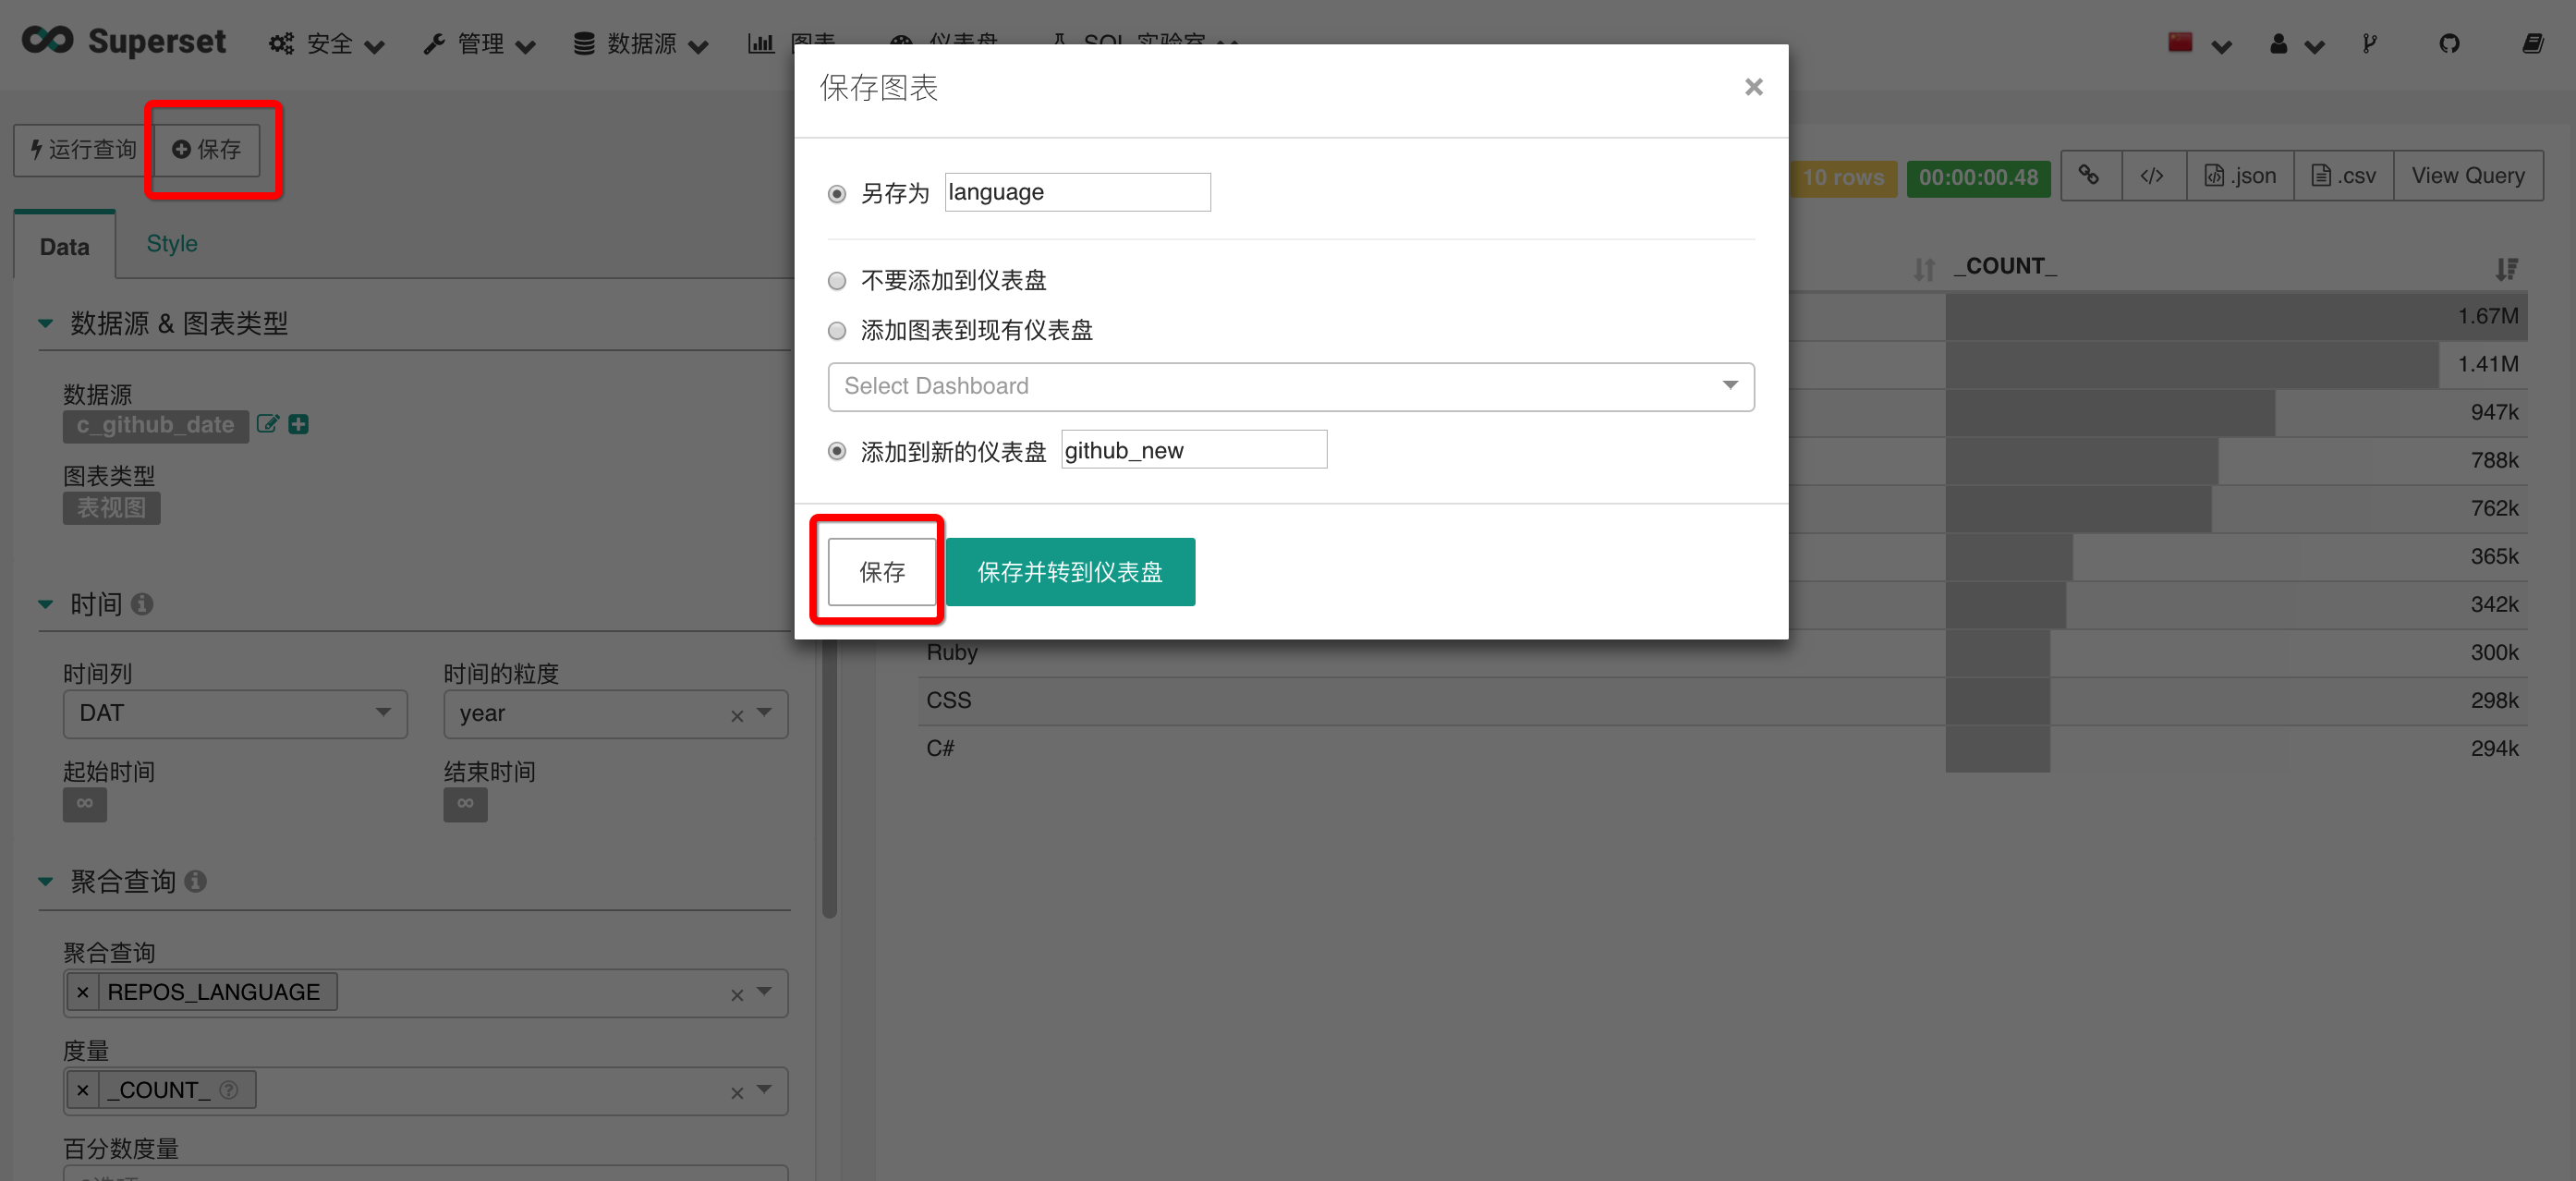 Superset 安全 管理 数据源 图表 仪表盘 SQL 实验室
运行查询 保存
Data Style
数据源 & 图表类型
数据源
c_github_date
图表类型
表视图
时间
时间列 时间的粒度
DAT year
起始时间 结束时间
∞ ∞
聚合查询
聚合查询
× REPOS_LANGUAGE ×
度量
× _COUNT_ ×
百分数度量
保存图表 ×
另存为 language
不要添加到仪表盘
添加图表到现有仪表盘
Select Dashboard
添加到新的仪表盘 github_new
保存 保存并转到仪表盘
10 rows 00:00:00.48 .json .csv View Query
_COUNT_
1.67M
1.41M
947k
788k
762k
365k
342k
Ruby 300k
CSS 298k
C# 294k